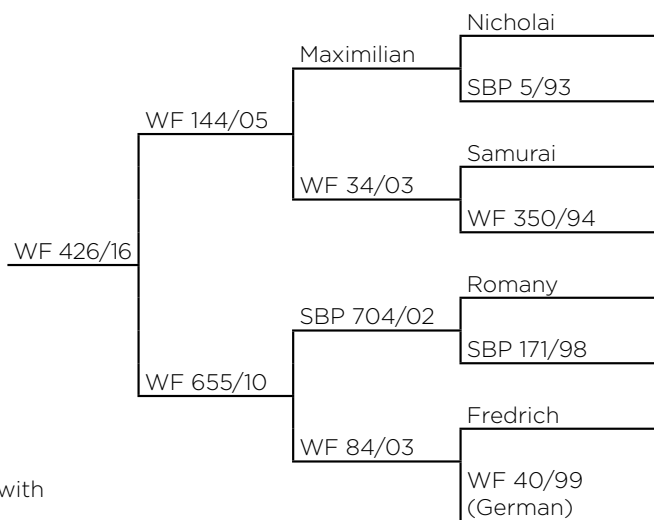 Nicholai
Maximilian
SBP 5/93
WF 144/05
Samurai
WF 34/03
WF 350/94
WF 426/16
Romany
SBP 704/02
SBP 171/98
WF 655/10
Fredrich
WF 84/03
WF 40/99
(German)
with